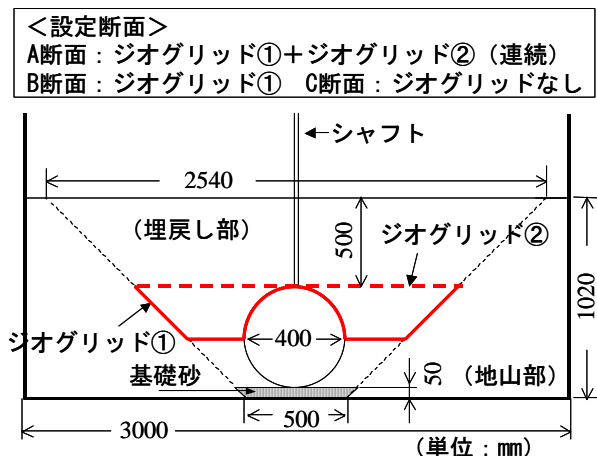 ＜設定断面＞
A断面：ジオグリッド①＋ジオグリッド②（連続）
B断面：ジオグリッド①　C断面：ジオグリッドなし
シャフト
2540
（埋戻し部）
500
ジオグリッド②
1020
ジオグリッド①
400
基礎砂
50
（地山部）
500
3000
（単位：㎜）